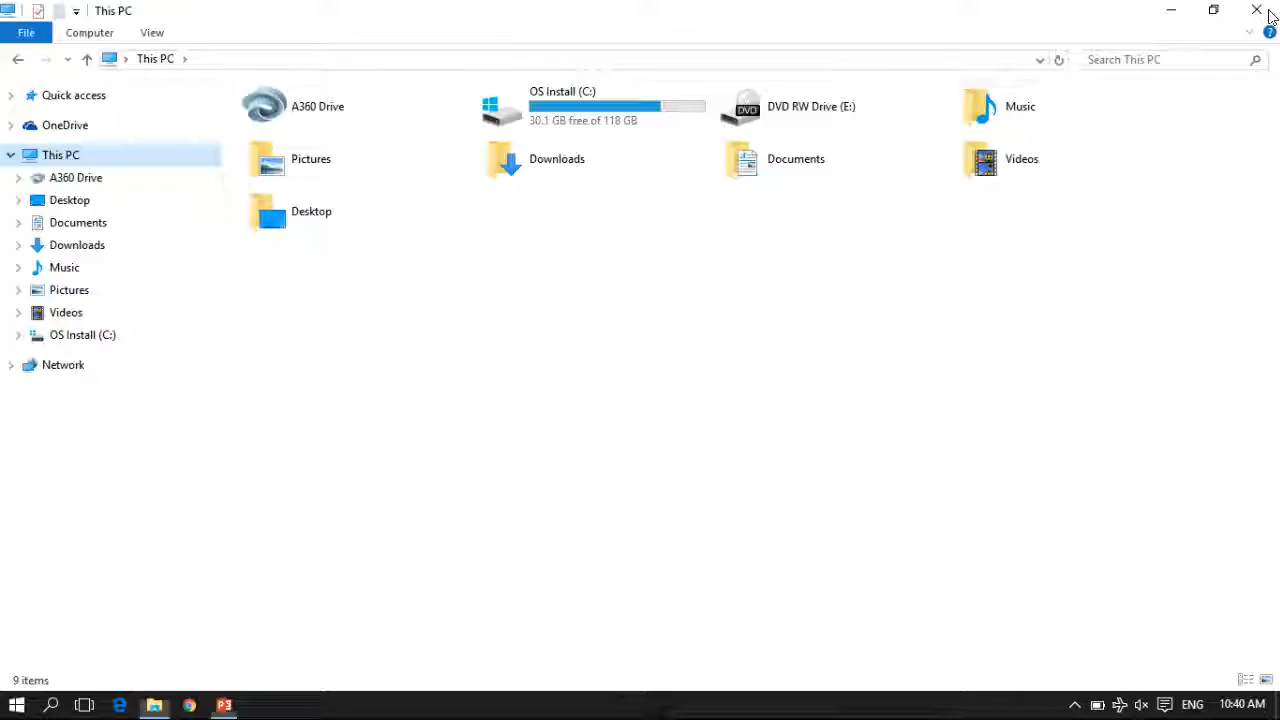 This PC
File Computer View
This PC
Search This PC
Quick access
OneDrive
This PC
A360 Drive
Desktop
Documents
Downloads
Music
Pictures
Videos
OS Install (C:)
Network
A360 Drive
OS Install (C:)
30.1 GB free of 118 GB
DVD
DVD RW Drive (E:)
Music
Pictures
Downloads
Documents
Videos
Desktop
9 items
ENG
10:40 AM